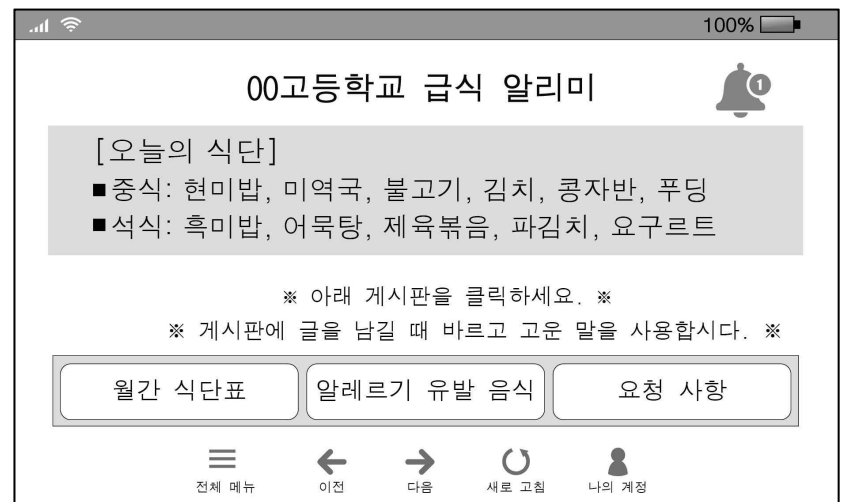 100%
00고등학교 급식 알리미
1
[오늘의 식단]
■중식: 현미밥, 미역국, 불고기, 김치, 콩자반, 푸딩
■석식: 흑미밥, 어묵탕, 제육볶음, 파김치, 요구르트
※ 아래 게시판을 클릭하세요. ※
※ 게시판에 글을 남길 때 바르고 고운 말을 사용합시다. ※
월간 식단표 알레르기 유발 음식 요청 사항
전체 메뉴 이전 다음 새로 고침 나의 계정